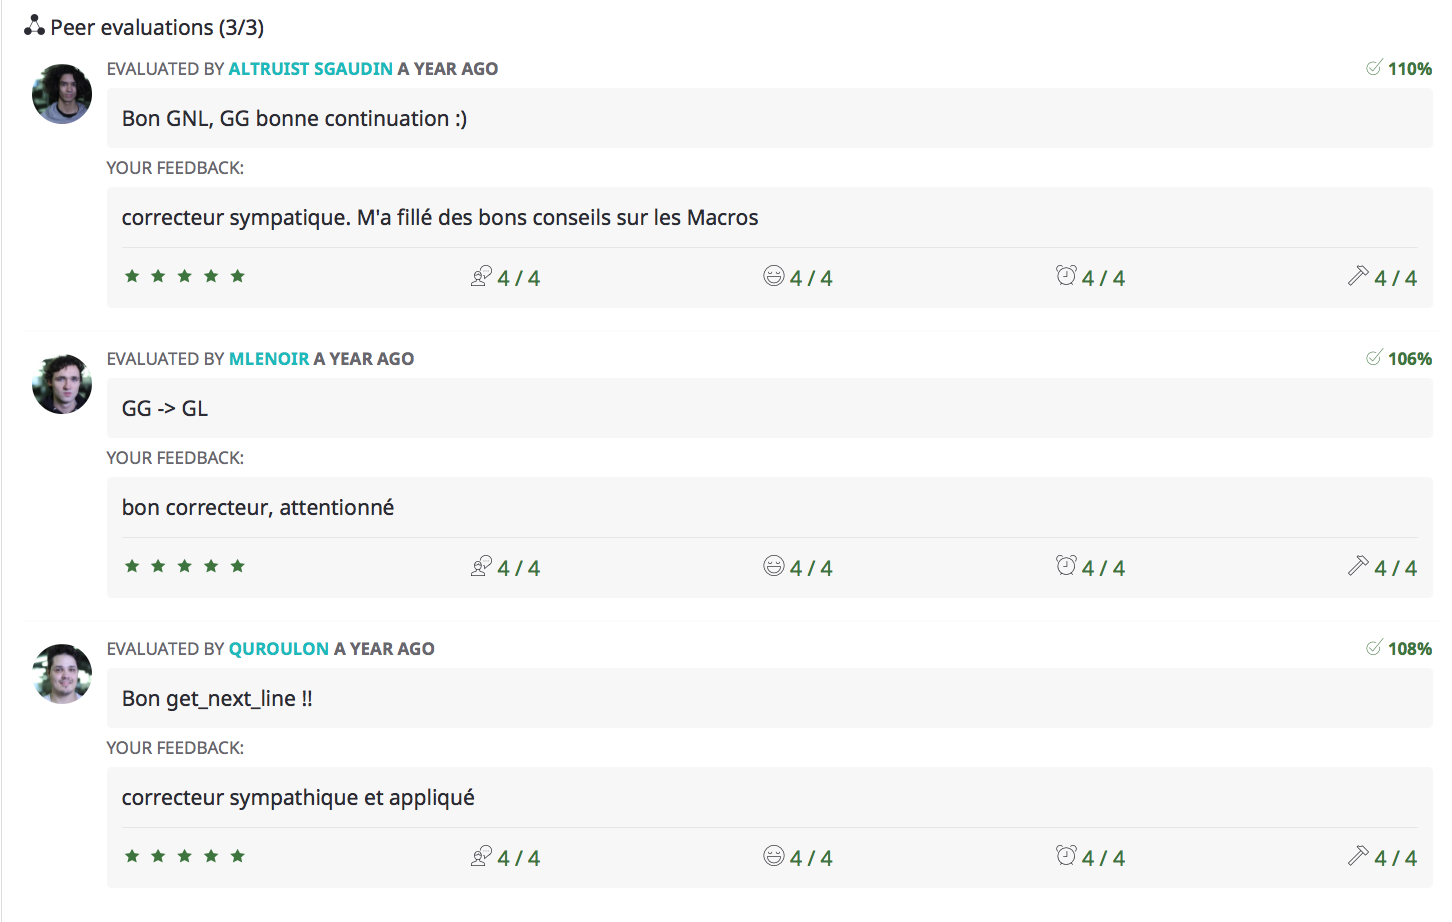 Peer evaluations (3/3)
EVALUATED BY ALTRUIST SGAUDIN A YEAR AGO 110%
Bon GNL, GG bonne continuation :)
YOUR FEEDBACK:
correcteur sympatique. M'a fillé des bons conseils sur les Macros
4 / 4 4 / 4 4 / 4 4 / 4
EVALUATED BY MLENOIR A YEAR AGO 106%
GG -> GL
YOUR FEEDBACK:
bon correcteur, attentionné
4 / 4 4 / 4 4 / 4 4 / 4
EVALUATED BY QUROULON A YEAR AGO 108%
Bon get_next_line !!
YOUR FEEDBACK:
correcteur sympathique et appliqué
4 / 4 4 / 4 4 / 4 4 / 4